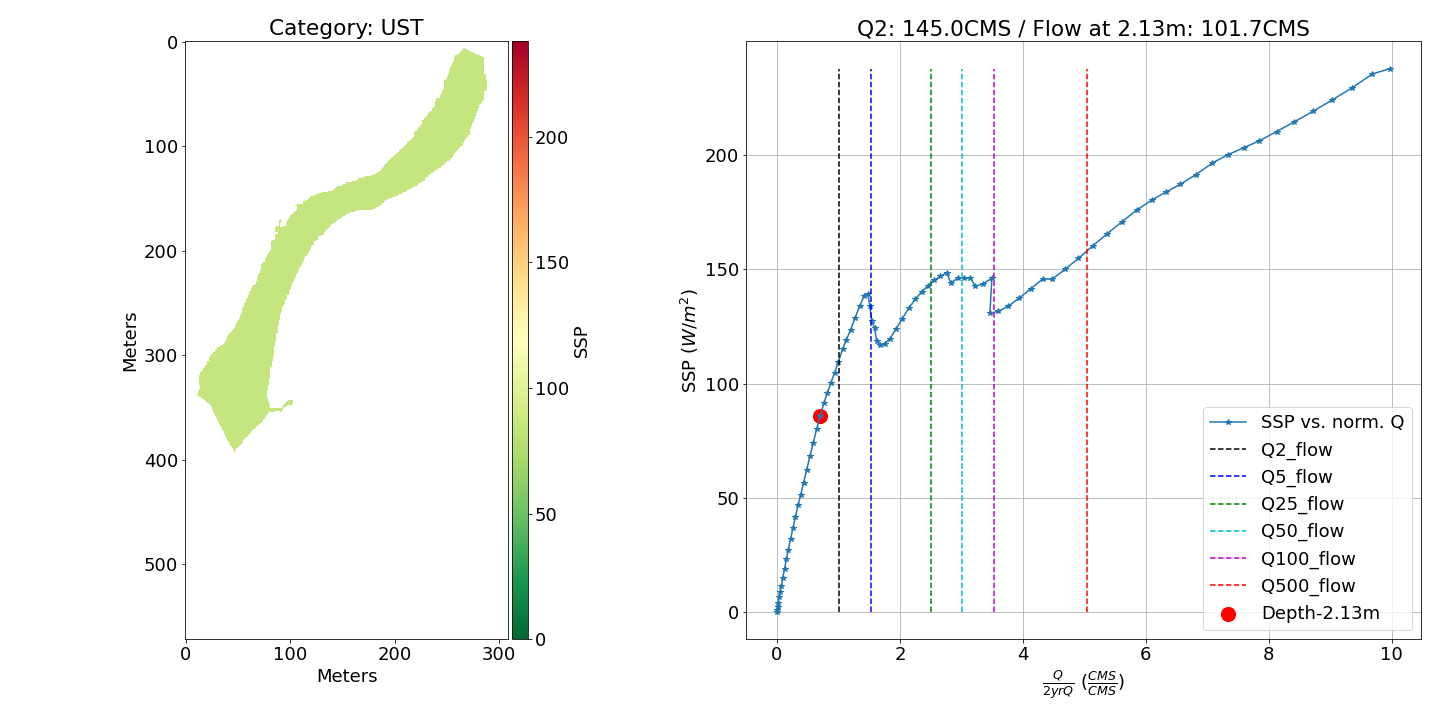 Category: UST
0
100
200
300
400
500
Meters
0
100
200
300
Meters
200
150
100
50
0
SSP
Q2: 145.0CMS / Flow at 2.13m: 101.7CMS
200
150
100
50
0
SSP (W/m²)
0
2
4
6
8
10
Q/2yrQ (CMS/CMS)
SSP vs. norm. Q
Q2_flow
Q5_flow
Q25_flow
Q50_flow
Q100_flow
Q500_flow
Depth-2.13m